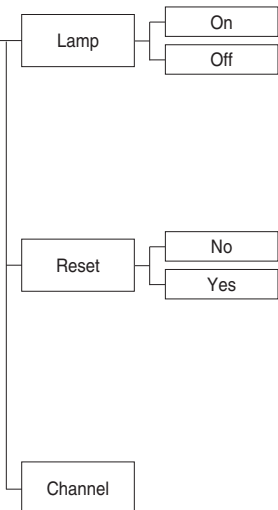 Lamp
On
Off
Reset
No
Yes
Channel